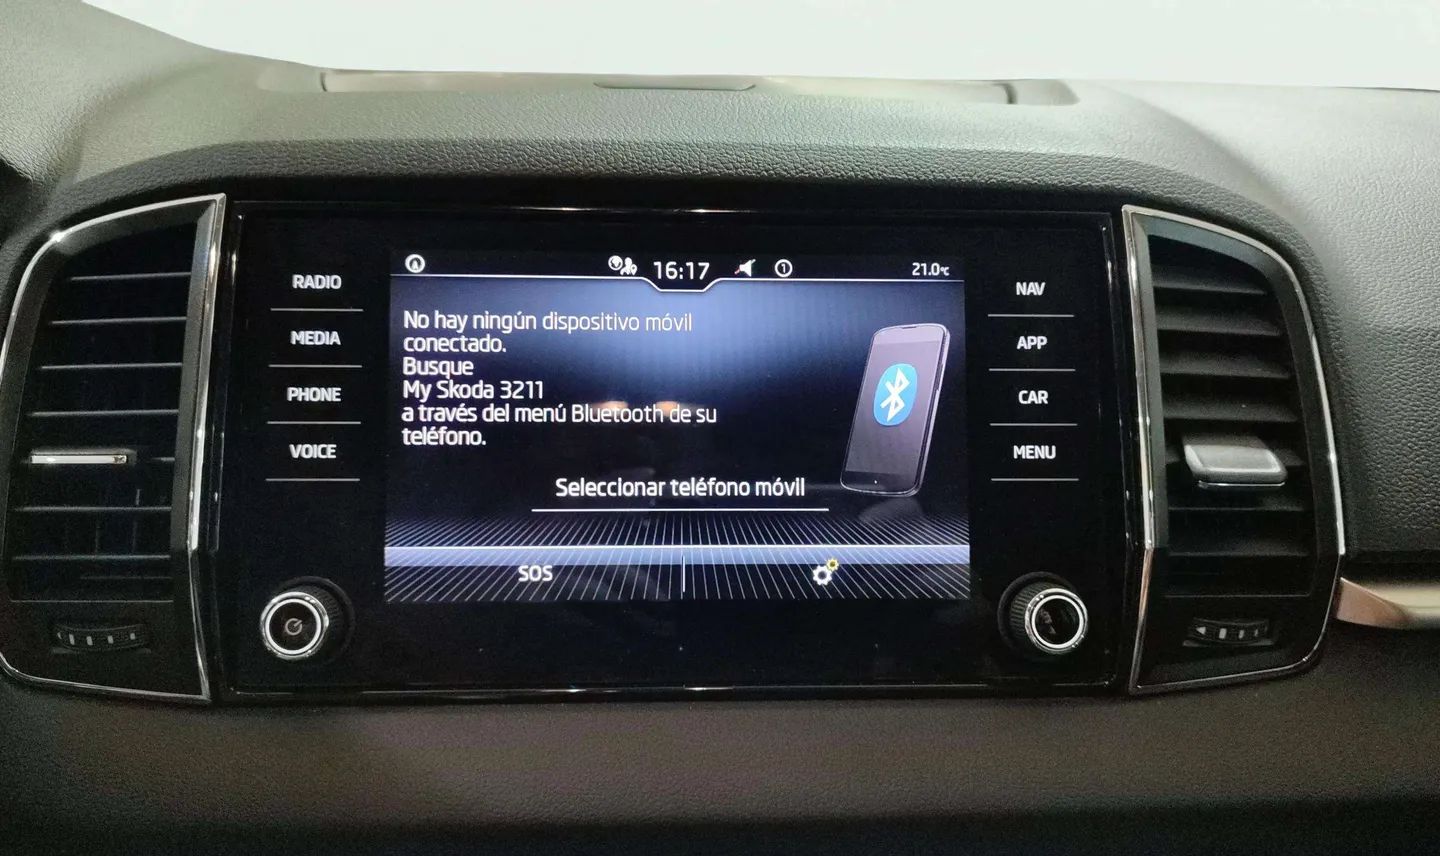 16:17
1
21.0°C
RADIO
MEDIA
PHONE
VOICE
No hay ningún dispositivo móvil
conectado.
Busque
My Skoda 3211
a través del menú Bluetooth de su
teléfono.
Seleccionar teléfono móvil
SOS
NAV
APP
CAR
MENU